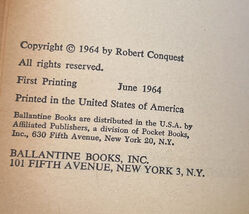 Copyright © 1964 by Robert Conquest
All rights reserved.
First Printing June 1964
Printed in the United States of America
Ballantine Books are distributed in the U.S.A. by
Affiliated Publishers, a division of Pocket Books,
Inc., 630 Fifth Avenue, New York 20, N.Y.
BALLANTINE BOOKS, INC.
101 FIFTH AVENUE, NEW YORK 3, N.Y.